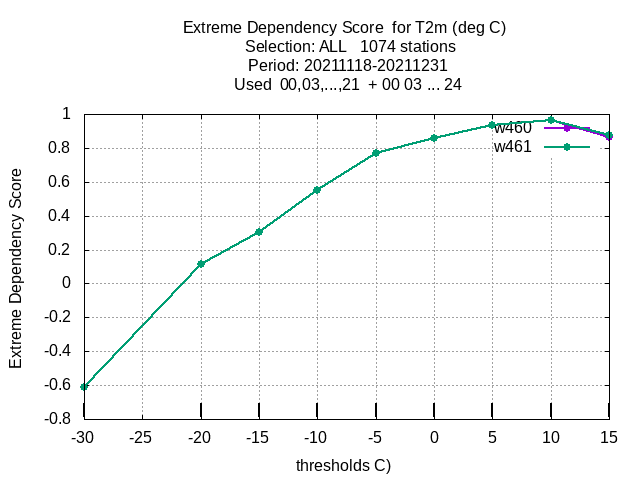 Extreme Dependency Score  for T2m (deg C)
Selection: ALL   1074 stations
Period: 20211118-20211231
Used  00,03,...,21  + 00 03 ... 24
Extreme Dependency Score
1
0.8
0.6
0.4
0.2
0
-0.2
-0.4
-0.6
-0.8
w460
w461
-30 -25 -20 -15 -10 -5 0 5 10 15
thresholds C)